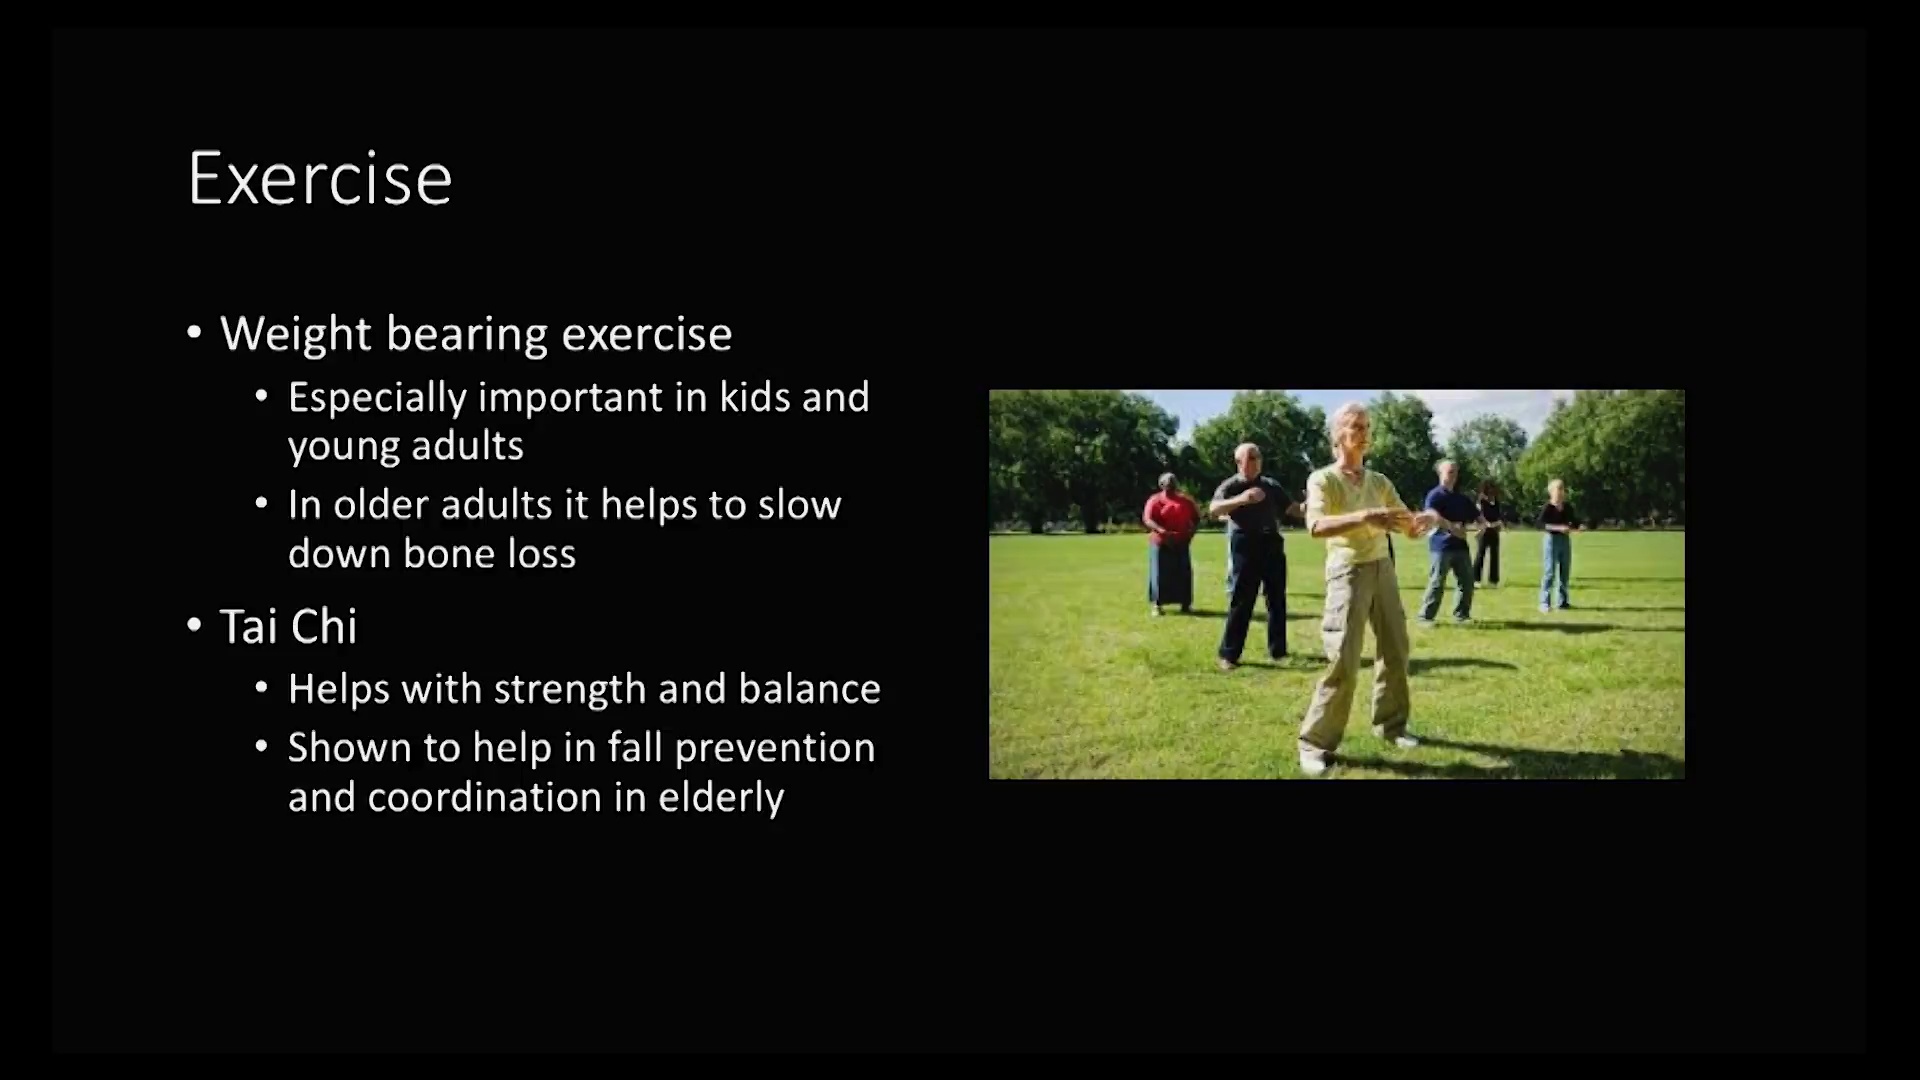 Exercise
• Weight bearing exercise
• Especially important in kids and
young adults
• In older adults it helps to slow
down bone loss
• Tai Chi
• Helps with strength and balance
• Shown to help in fall prevention
and coordination in elderly